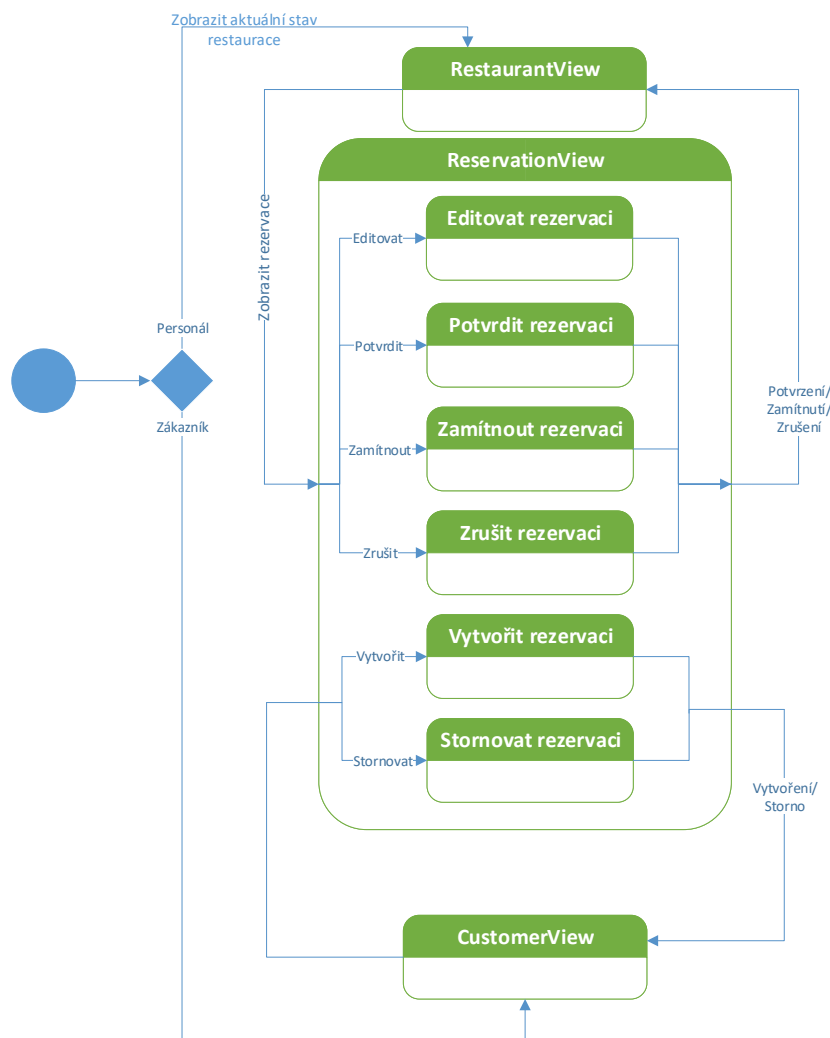 Zobrazit aktuální stav
restaurace
RestaurantView
ReservationView
Zobrazit rezervace
Editovat rezervaci
Editovat
Potvrdit rezervaci
Potvrdit
Personál
Zákazník
Potvrzení/
Zamítnutí/
Zrušení
Zamítnout rezervaci
Zamítnout
Zrušit rezervaci
Zrušit
Vytvořit rezervaci
Vytvořit
Stornovat rezervaci
Stornovat
Vytvoření/
Storno
CustomerView